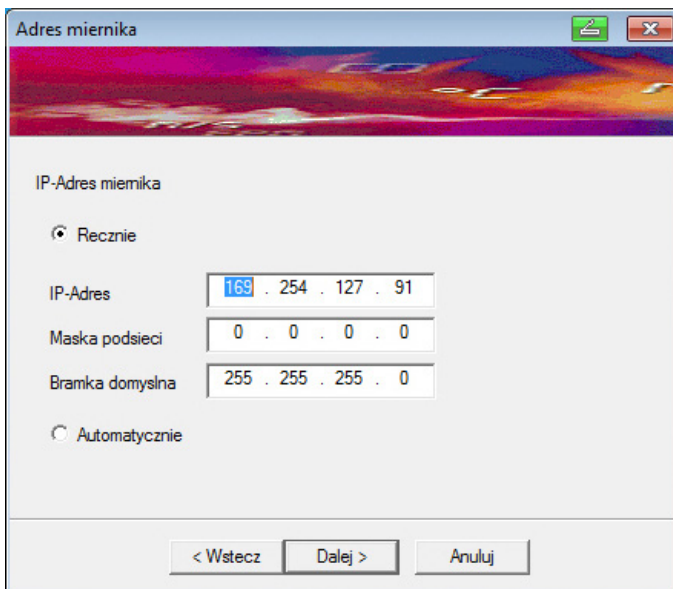 Adres miernika
°C
IP-Adres miernika
Recznie
IP-Adres 169 . 254 . 127 . 91
Maska podsieci 0 . 0 . 0 . 0
Bramka domyslna 255 . 255 . 255 . 0
Automatycznie
< Wstecz Dalej > Anuluj